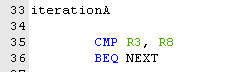 33 iterationA
34
35 CMP R3, R8
36 BEQ NEXT